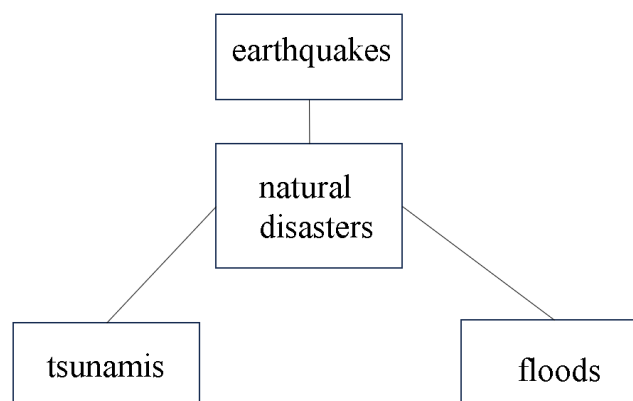 earthquakes
natural
disasters
tsunamis
floods